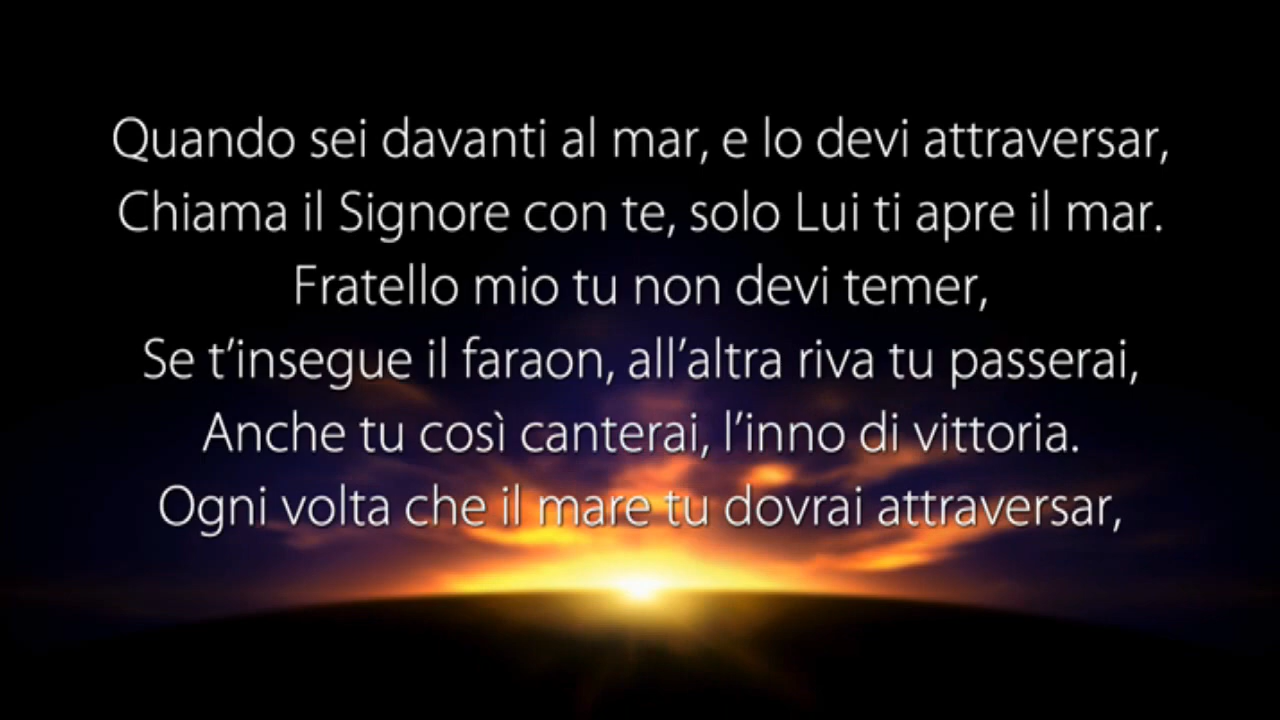 Quando sei davanti al mar, e lo devi attraversar,
Chiama il Signore con te, solo Lui ti apre il mar.
Fratello mio tu non devi temer,
Se t’insegue il faraon, all’altra riva tu passerai,
Anche tu così canterai, l’inno di vittoria.
Ogni volta che il mare tu dovrai attraversar,